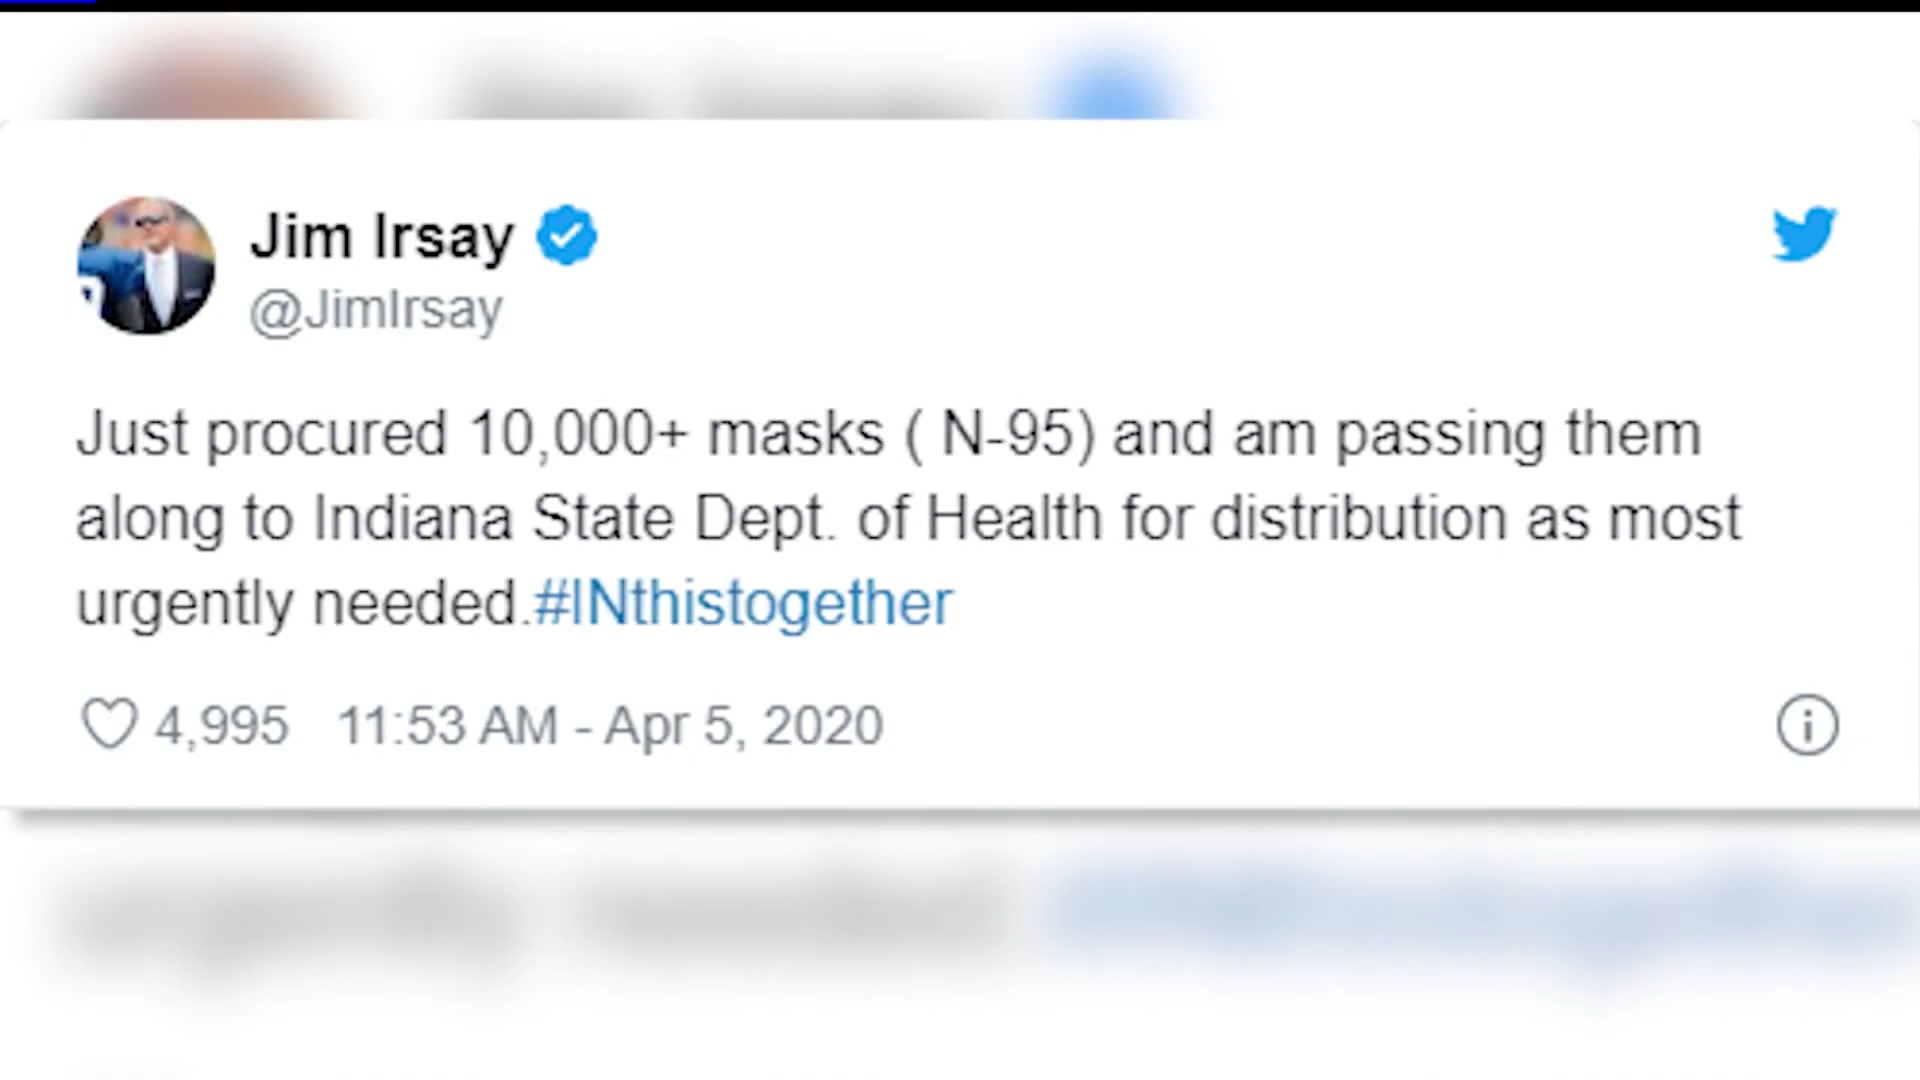 Jim Irsay
@JimIrsay
Just procured 10,000+ masks ( N-95) and am passing them
along to Indiana State Dept. of Health for distribution as most
urgently needed.#INthistogether
4,995 11:53 AM - Apr 5, 2020